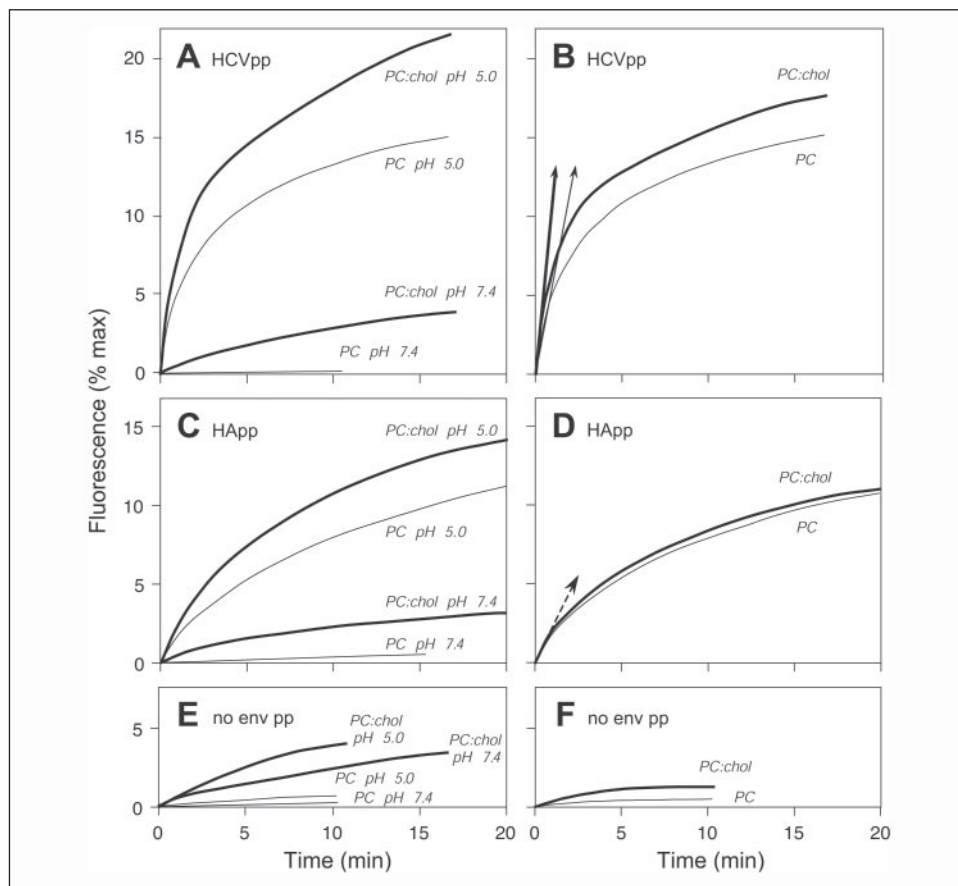 A HCVpp
PC:chol pH 5.0
PC pH 5.0
PC:chol pH 7.4
PC pH 7.4
20
15
10
5
0
B HCVpp
PC:chol
PC
Fluorescence (% max)
C HApp
PC:chol pH 5.0
PC pH 5.0
PC:chol pH 7.4
PC pH 7.4
15
10
5
0
D HApp
PC:chol
PC
E no env pp
PC:chol
pH 5.0
PC:chol
pH 7.4
PC pH 5.0
PC pH 7.4
5
0
0 5 10 15 20
Time (min)
F no env pp
PC:chol
PC
0 5 10 15 20
Time (min)